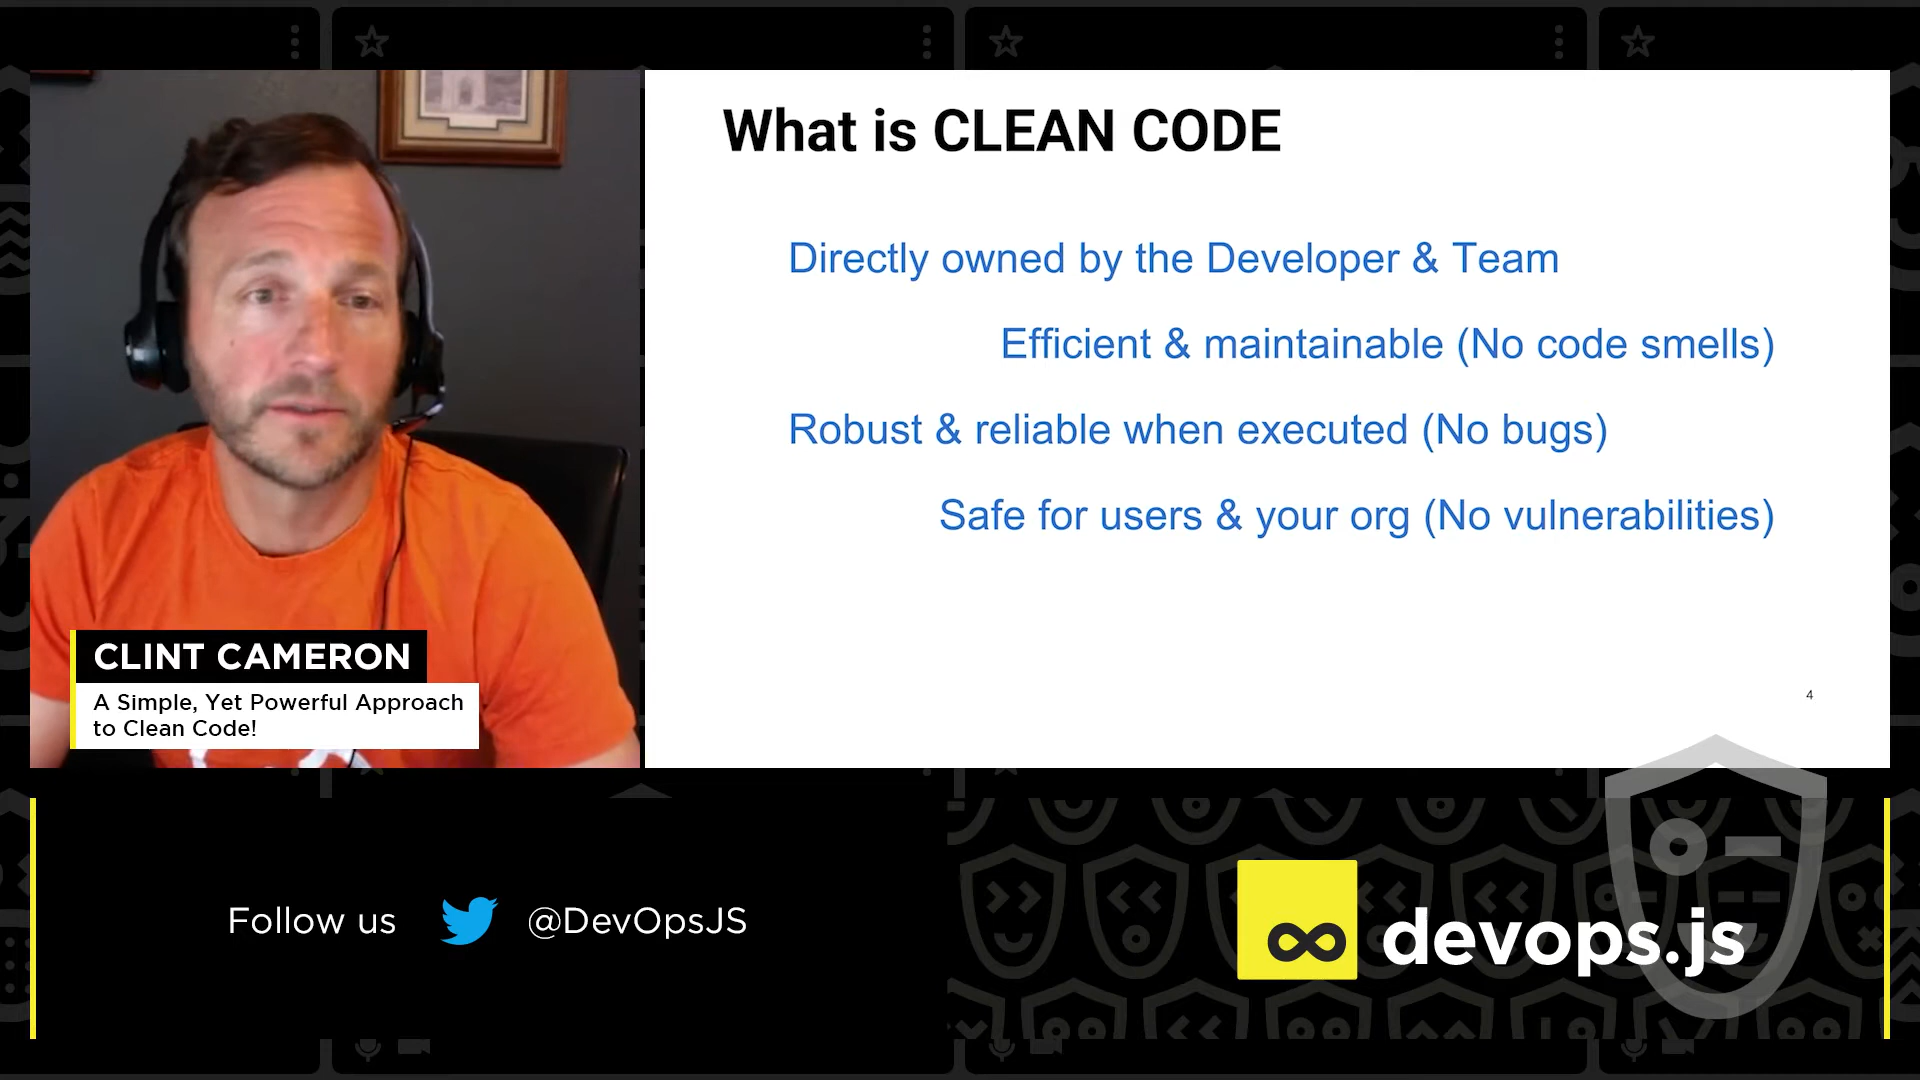 What is CLEAN CODE
Directly owned by the Developer & Team
Efficient & maintainable (No code smells)
Robust & reliable when executed (No bugs)
Safe for users & your org (No vulnerabilities)
4
CLINT CAMERON
A Simple, Yet Powerful Approach
to Clean Code!
Follow us @DevOpsJS
devops.js